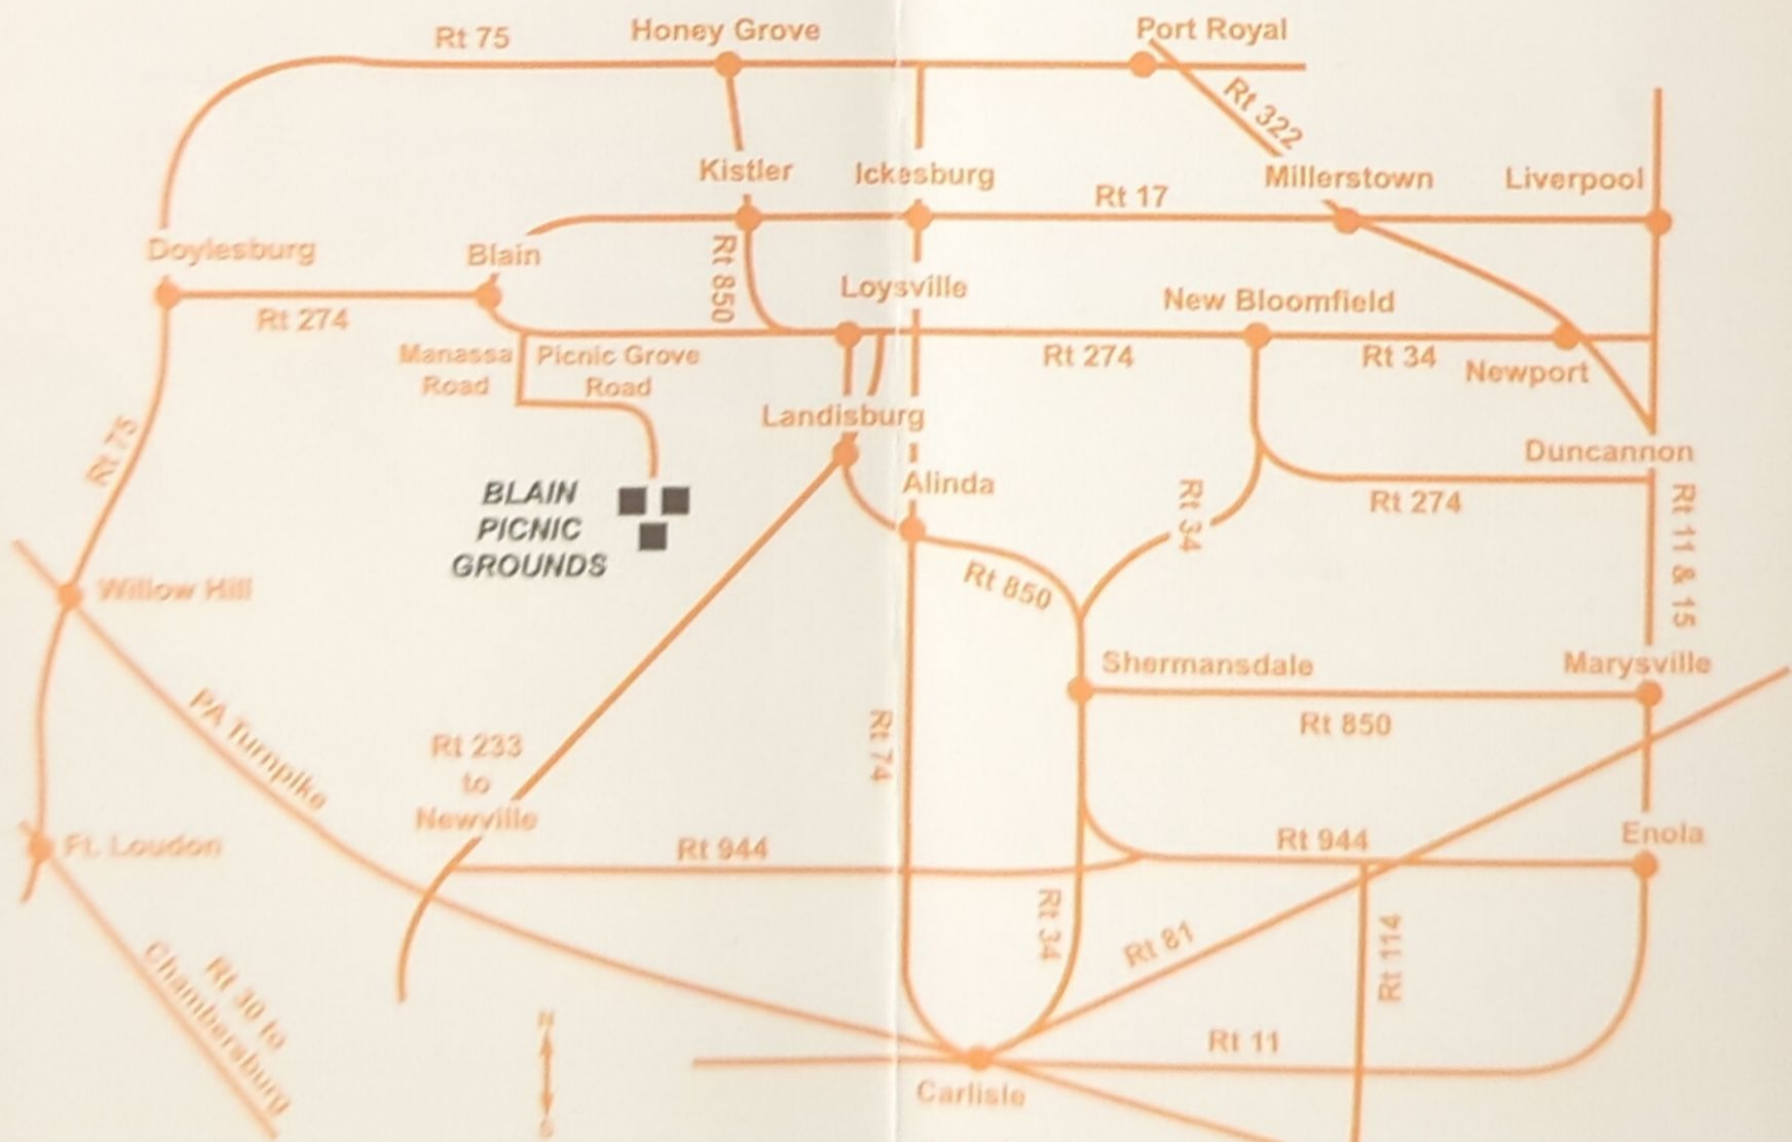 Rt 75
Honey Grove
Port Royal
Rt 322
Kistler
Ickesburg
Rt 17
Millerstown
Liverpool
Doylesburg
Blain
Rt 850
Loysville
New Bloomfield
Rt 274
Manassa
Road
Picnic Grove
Road
Rt 274
Rt 34
Newport
Landisburg
Rt 75
Duncannon
BLAIN
PICNIC
GROUNDS
Alinda
Rt 34
Rt 274
Rt 11 & 15
Willow Hill
Rt 850
Shermansdale
Marysville
PA Turnpike
Rt 233
to
Newville
Rt 74
Rt 850
Ft. Loudon
Rt 944
Rt 944
Enola
Rt 34
Rt 81
Rt 114
Rt 30 to
Chambersburg
N
S
Rt 11
Carlisle